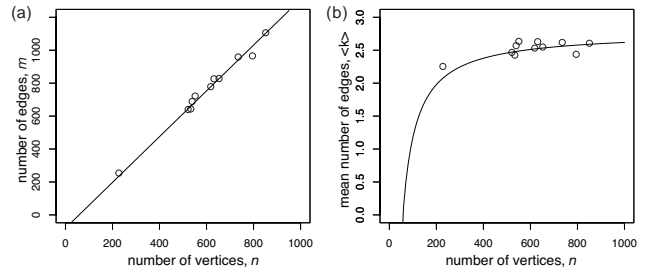 (a)
number of edges, m
0
200
400
600
800
1000
0 200 400 600 800 1000
number of vertices, n
(b)
mean number of edges, <k>
0.0
0.5
1.0
1.5
2.0
2.5
3.0
0 200 400 600 800 1000
number of vertices, n